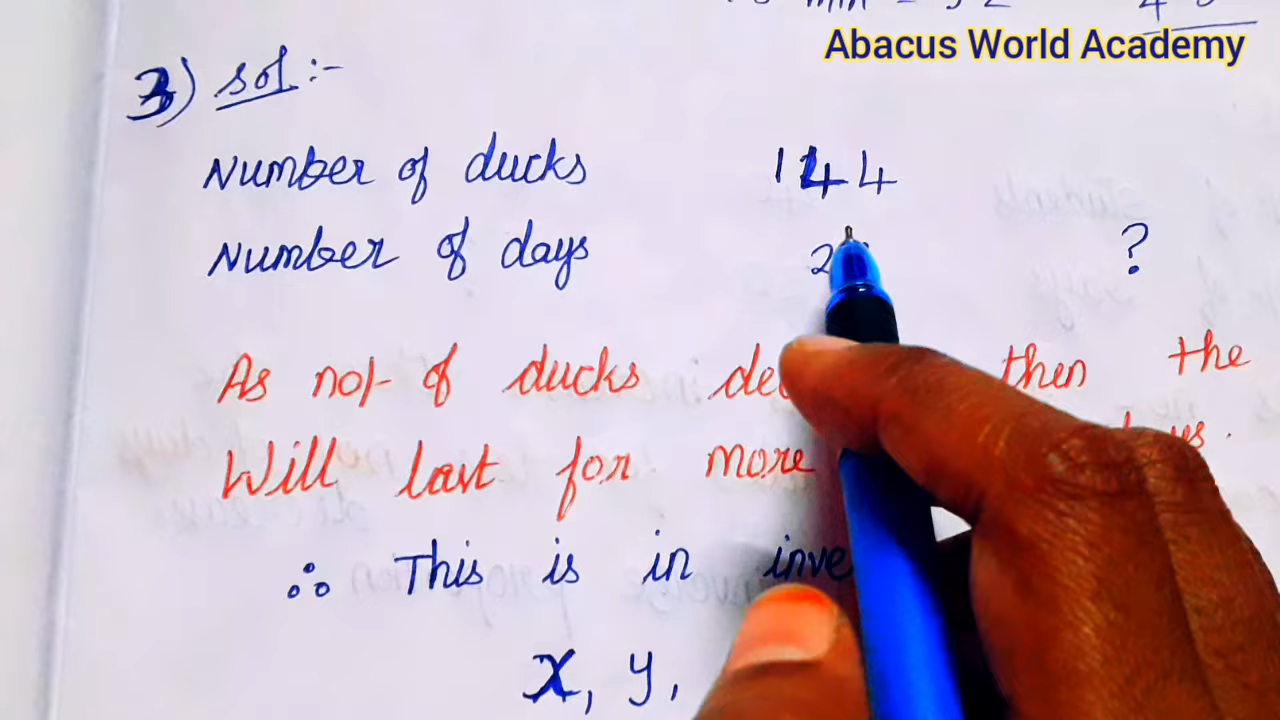 Abacus World Academy
3) Sol :-
Number of ducks 144
Number of days ?
As no/- of ducks then the
Will last for more
∴ This is in
x, y,